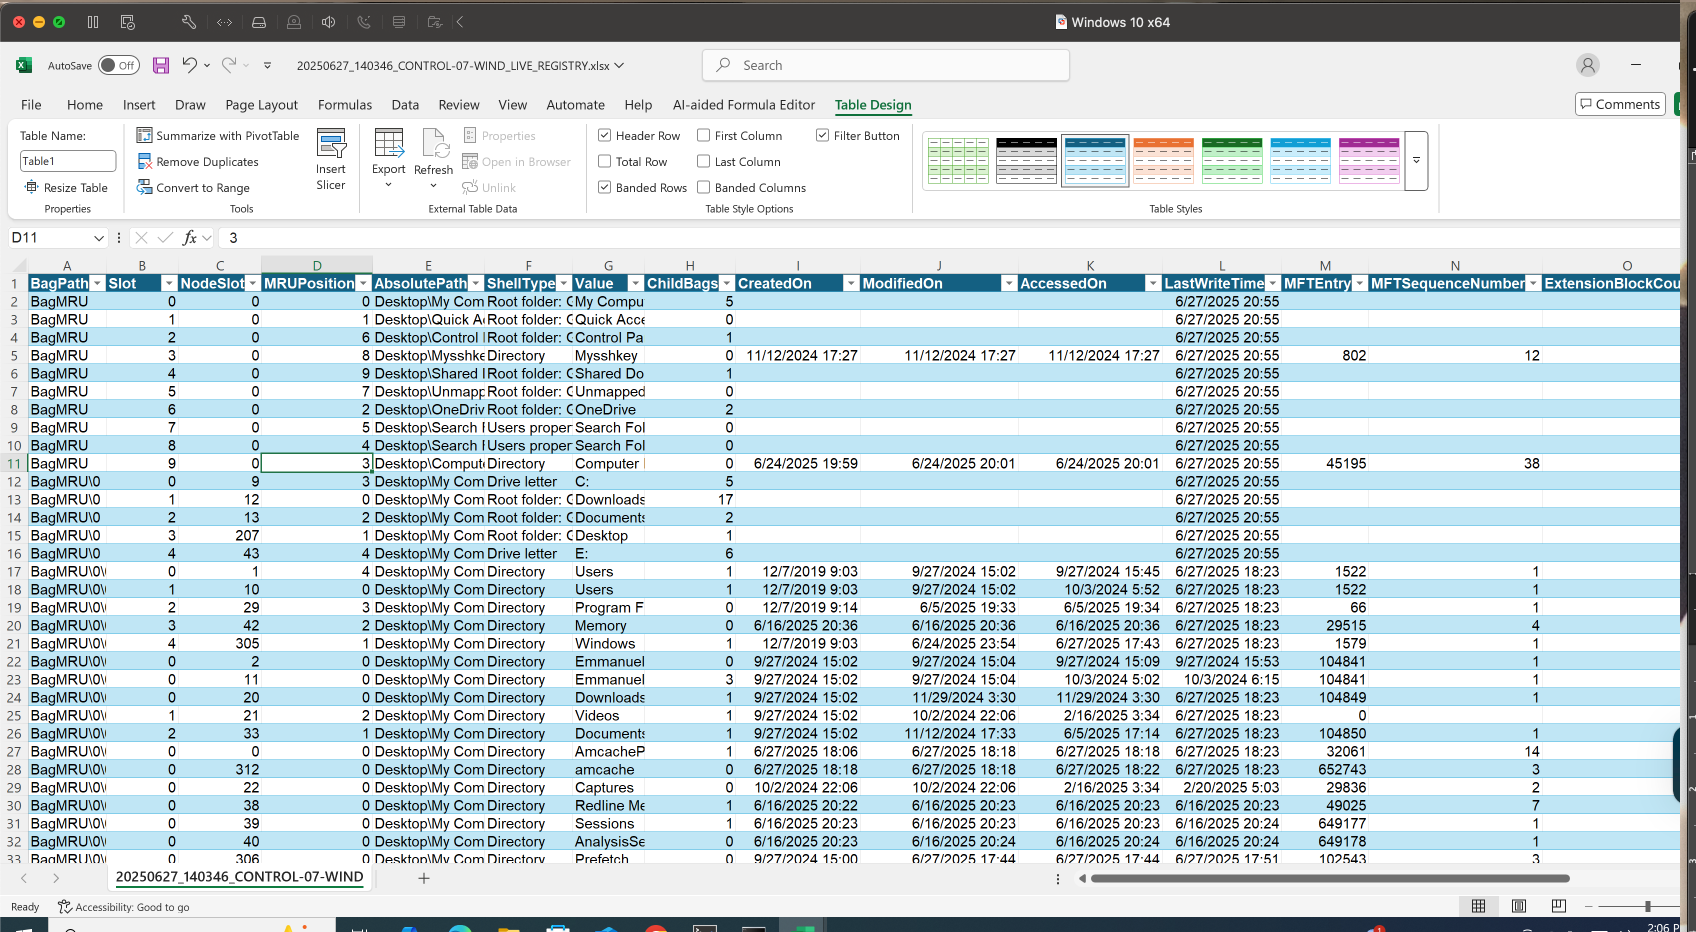 Windows 10 x64
AutoSave Off 20250627_140346_CONTROL-07-WIND_LIVE_REGISTRY.xlsx Search
File Home Insert Draw Page Layout Formulas Data Review View Automate Help AI-aided Formula Editor Table Design Comments
Table Name: Summarize with PivotTable Properties Header Row First Column Filter Button
Table1 Remove Duplicates Insert Slicer Export Refresh Open in Browser Total Row Last Column
Resize Table Convert to Range Unlink Banded Rows Banded Columns
Properties Tools External Table Data Table Style Options Table Styles
D11 fx 3
A B C D E F G H I J K L M N O
1 BagPath Slot NodeSlot MRUPosition AbsolutePath ShellType Value ChildBags CreatedOn ModifiedOn AccessedOn LastWriteTime MFTEntry MFTSequenceNumber ExtensionBlockCou
2 BagMRU 0 0 0 Desktop\My Com Root folder: G My Compu 5 6/27/2025 20:55
3 BagMRU 1 0 1 Desktop\Quick A Root folder: G Quick Acce 0 6/27/2025 20:55
4 BagMRU 2 0 6 Desktop\Control Root folder: G Control Pa 1 6/27/2025 20:55
5 BagMRU 3 0 8 Desktop\Mysshke Directory Mysshkey 0 11/12/2024 17:27 11/12/2024 17:27 11/12/2024 17:27 6/27/2025 20:55 802 12
6 BagMRU 4 0 9 Desktop\Shared Root folder: G Shared Do 1 6/27/2025 20:55
7 BagMRU 5 0 7 Desktop\Unmapp Root folder: G Unmapped 0 6/27/2025 20:55
8 BagMRU 6 0 2 Desktop\OneDriv Root folder: G OneDrive 2 6/27/2025 20:55
9 BagMRU 7 0 5 Desktop\Search Users proper Search Fol 0 6/27/2025 20:55
10 BagMRU 8 0 4 Desktop\Search Users proper Search Fol 0 6/27/2025 20:55
11 BagMRU 9 0 3 Desktop\Compute Directory Computer 0 6/24/2025 19:59 6/24/2025 20:01 6/24/2025 20:01 6/27/2025 20:55 45195 38
12 BagMRU\0 0 9 3 Desktop\My Com Drive letter C: 5 6/27/2025 20:55
13 BagMRU\0 1 12 0 Desktop\My Com Root folder: G Downloads 17 6/27/2025 20:55
14 BagMRU\0 2 13 2 Desktop\My Com Root folder: G Documents 2 6/27/2025 20:55
15 BagMRU\0 3 207 1 Desktop\My Com Root folder: G Desktop 1 6/27/2025 20:55
16 BagMRU\0 4 43 4 Desktop\My Com Drive letter E: 6 6/27/2025 20:55
17 BagMRU\0\ 0 1 4 Desktop\My Com Directory Users 1 12/7/2019 9:03 9/27/2024 15:02 9/27/2024 15:45 6/27/2025 18:23 1522 1
18 BagMRU\0\ 1 10 0 Desktop\My Com Directory Users 1 12/7/2019 9:03 9/27/2024 15:02 10/3/2024 5:52 6/27/2025 18:23 1522 1
19 BagMRU\0\ 2 29 3 Desktop\My Com Directory Program F 0 12/7/2019 9:14 6/5/2025 19:33 6/5/2025 19:34 6/27/2025 18:23 66 1
20 BagMRU\0\ 3 42 2 Desktop\My Com Directory Memory 0 6/16/2025 20:36 6/16/2025 20:36 6/16/2025 20:36 6/27/2025 18:23 29515 4
21 BagMRU\0\ 4 305 1 Desktop\My Com Directory Windows 1 12/7/2019 9:03 6/24/2025 23:54 6/27/2025 17:43 6/27/2025 18:23 1579 1
22 BagMRU\0\ 0 2 0 Desktop\My Com Directory Emmanuel 0 9/27/2024 15:02 9/27/2024 15:04 9/27/2024 15:09 9/27/2024 15:53 104841 1
23 BagMRU\0\ 0 11 0 Desktop\My Com Directory Emmanuel 3 9/27/2024 15:02 9/27/2024 15:04 10/3/2024 5:02 10/3/2024 6:15 104841 1
24 BagMRU\0\ 0 20 0 Desktop\My Com Directory Downloads 1 9/27/2024 15:02 11/29/2024 3:30 11/29/2024 3:30 6/27/2025 18:23 104849 1
25 BagMRU\0\ 1 21 2 Desktop\My Com Directory Videos 1 9/27/2024 15:02 10/2/2024 22:06 2/16/2025 3:34 6/27/2025 18:23 0
26 BagMRU\0\ 2 33 1 Desktop\My Com Directory Documents 1 9/27/2024 15:02 11/12/2024 17:33 6/5/2025 17:14 6/27/2025 18:23 104850 1
27 BagMRU\0\ 0 0 0 Desktop\My Com Directory AmcacheP 1 6/27/2025 18:06 6/27/2025 18:18 6/27/2025 18:18 6/27/2025 18:23 32061 14
28 BagMRU\0\ 0 312 0 Desktop\My Com Directory amcache 0 6/27/2025 18:18 6/27/2025 18:18 6/27/2025 18:22 6/27/2025 18:23 652743 3
29 BagMRU\0\ 0 22 0 Desktop\My Com Directory Captures 0 10/2/2024 22:06 10/2/2024 22:06 2/16/2025 3:34 2/20/2025 5:03 29836 2
30 BagMRU\0\ 0 38 0 Desktop\My Com Directory Redline Me 1 6/16/2025 20:22 6/16/2025 20:23 6/16/2025 20:23 6/16/2025 20:23 49025 7
31 BagMRU\0\ 0 39 0 Desktop\My Com Directory Sessions 1 6/16/2025 20:23 6/16/2025 20:23 6/16/2025 20:23 6/16/2025 20:24 649177 1
32 BagMRU\0\ 0 40 0 Desktop\My Com Directory AnalysisSe 0 6/16/2025 20:23 6/16/2025 20:24 6/16/2025 20:24 6/16/2025 20:24 649178 1
33 BagMRU\0\ 0 306 0 Desktop\My Com Directory Prefetch 0 9/27/2024 15:00 6/27/2025 17:44 6/27/2025 17:44 6/27/2025 17:51 102543 3
20250627_140346_CONTROL-07-WIND
Ready Accessibility: Good to go
2:06 P